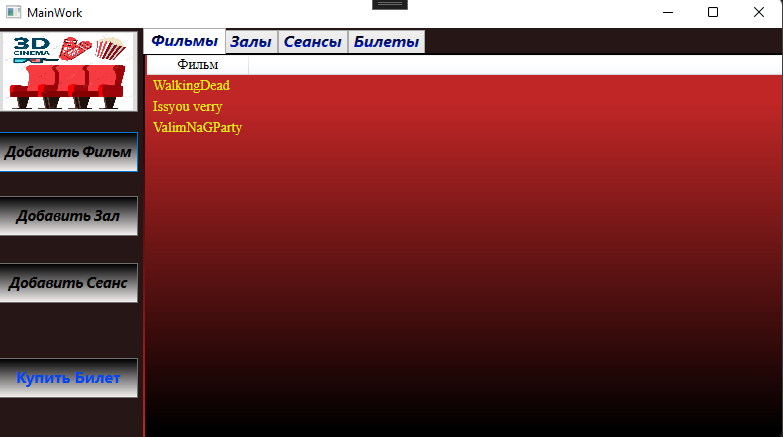 MainWork
3D
CINEMA
Фильмы Залы Сеансы Билеты
Фильм
WalkingDead
Issyou verry
ValimNaGParty
Добавить Фильм
Добавить Зал
Добавить Сеанс
Купить Билет